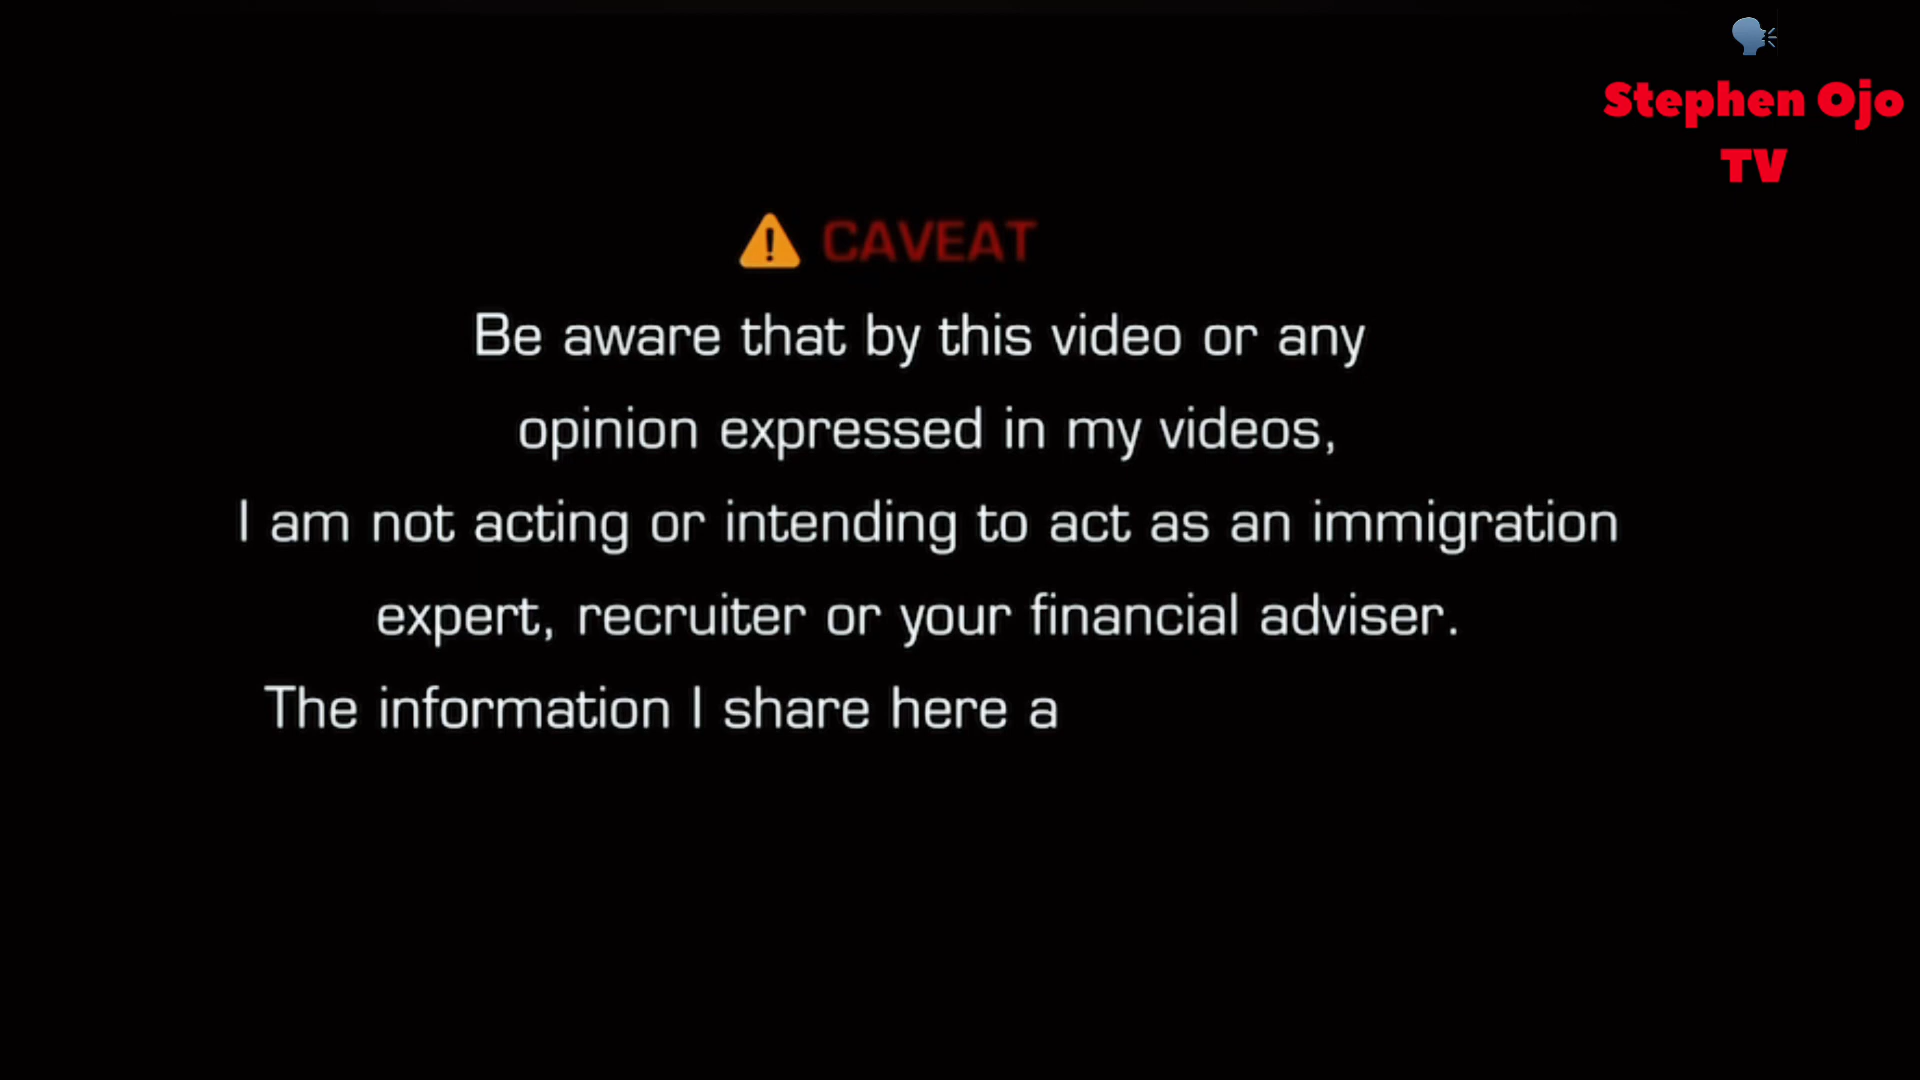 Stephen Ojo
TV
CAVEAT
Be aware that by this video or any
opinion expressed in my videos,
I am not acting or intending to act as an immigration
expert, recruiter or your financial adviser.
The information I share here a